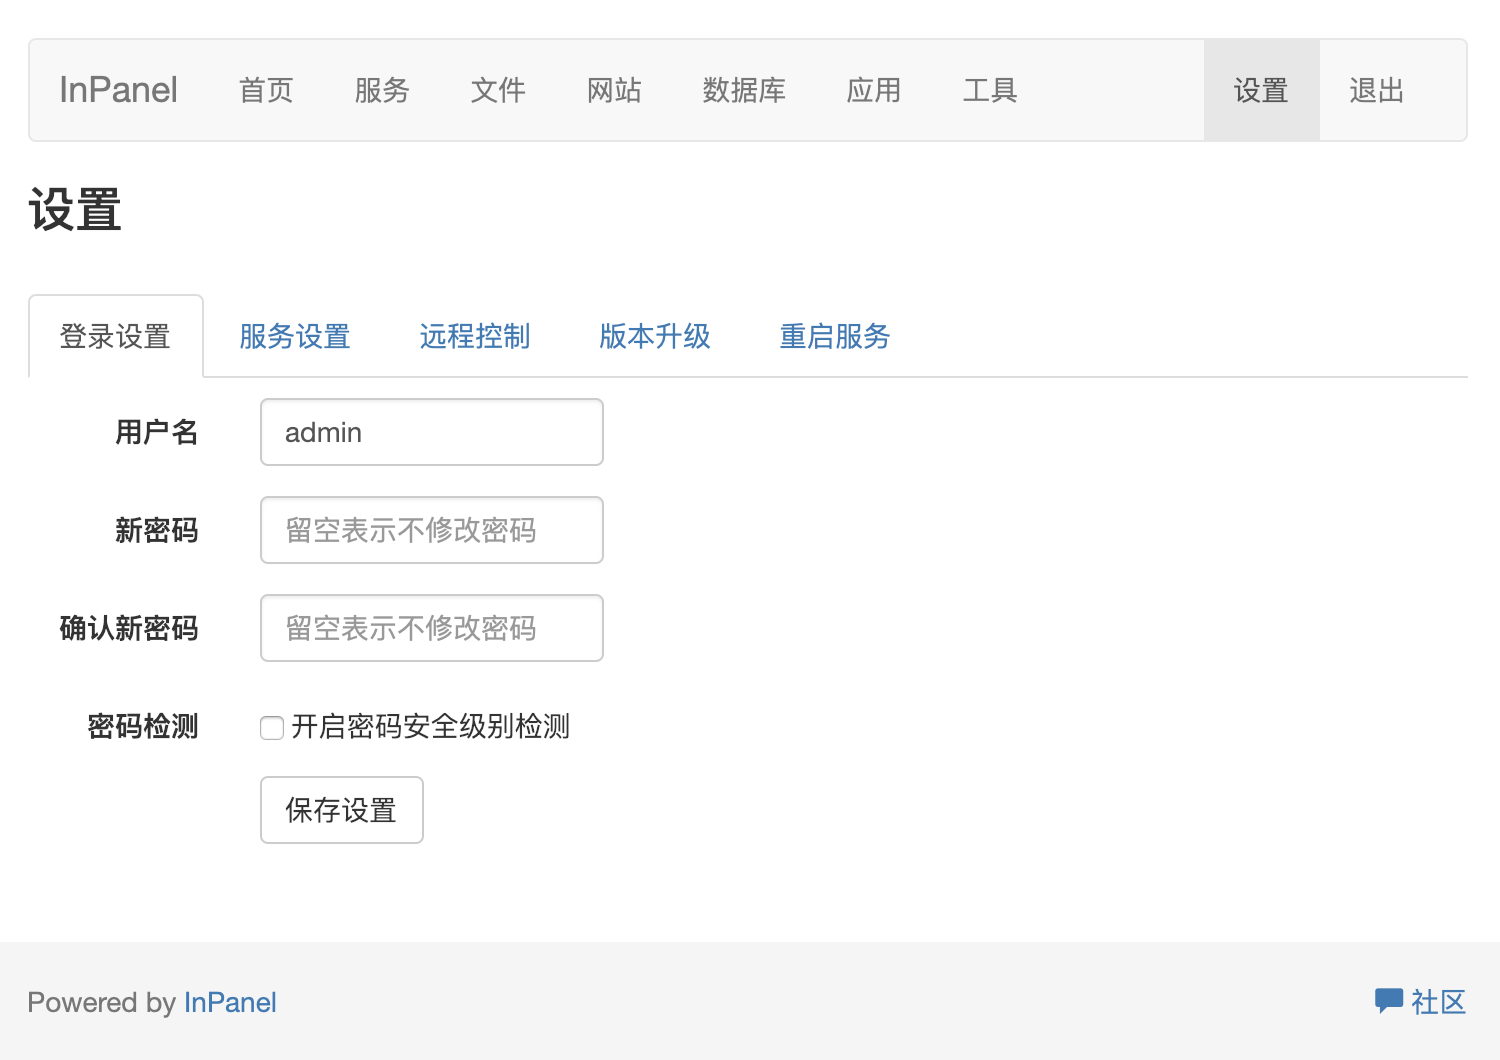 InPanel 首页 服务 文件 网站 数据库 应用 工具 设置 退出
设置
登录设置 服务设置 远程控制 版本升级 重启服务
用户名 admin
新密码 留空表示不修改密码
确认新密码 留空表示不修改密码
密码检测 开启密码安全级别检测
保存设置
Powered by InPanel 社区